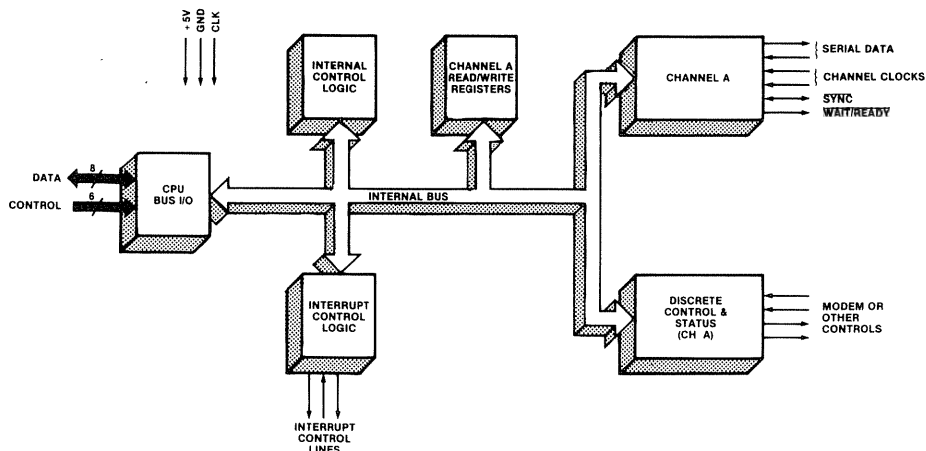 +5V
GND
CLK
INTERNAL
CONTROL
LOGIC
CHANNEL A
READ/WRITE
REGISTERS
CHANNEL A
SERIAL DATA
CHANNEL CLOCKS
SYNC
WAIT/READY
DATA
8
CONTROL
6
CPU
BUS I/O
INTERNAL BUS
INTERRUPT
CONTROL
LOGIC
DISCRETE
CONTROL &
STATUS
(CH A)
MODEM OR
OTHER
CONTROLS
INTERRUPT
CONTROL
LINES